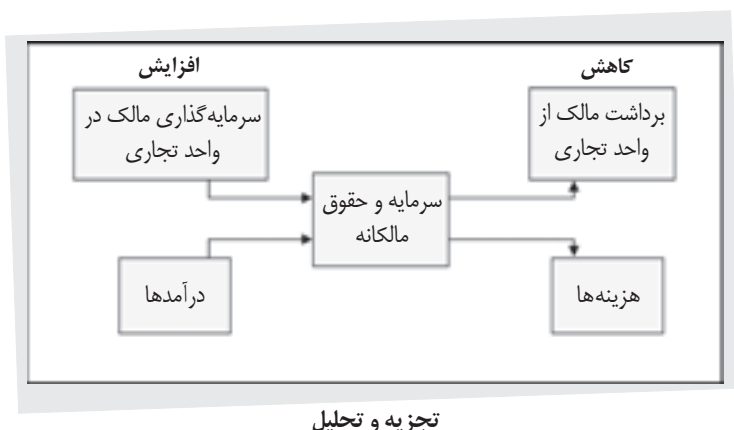 افزایش
کاهش
سرمایه‌گذاری مالک در
واحد تجاری
برداشت مالک از
واحد تجاری
سرمایه و حقوق
مالکانه
درآمدها
هزینه‌ها
تجزیه و تحلیل